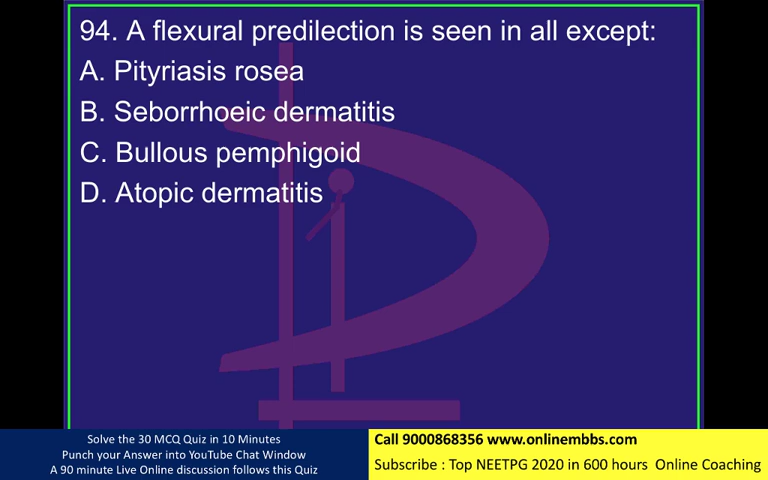 94. A flexural predilection is seen in all except:
A. Pityriasis rosea
B. Seborrhoeic dermatitis
C. Bullous pemphigoid
D. Atopic dermatitis
Solve the 30 MCQ Quiz in 10 Minutes
Punch your Answer into YouTube Chat Window
A 90 minute Live Online discussion follows this Quiz
Call 9000868356 www.onlinembbs.com
Subscribe : Top NEETPG 2020 in 600 hours Online Coaching